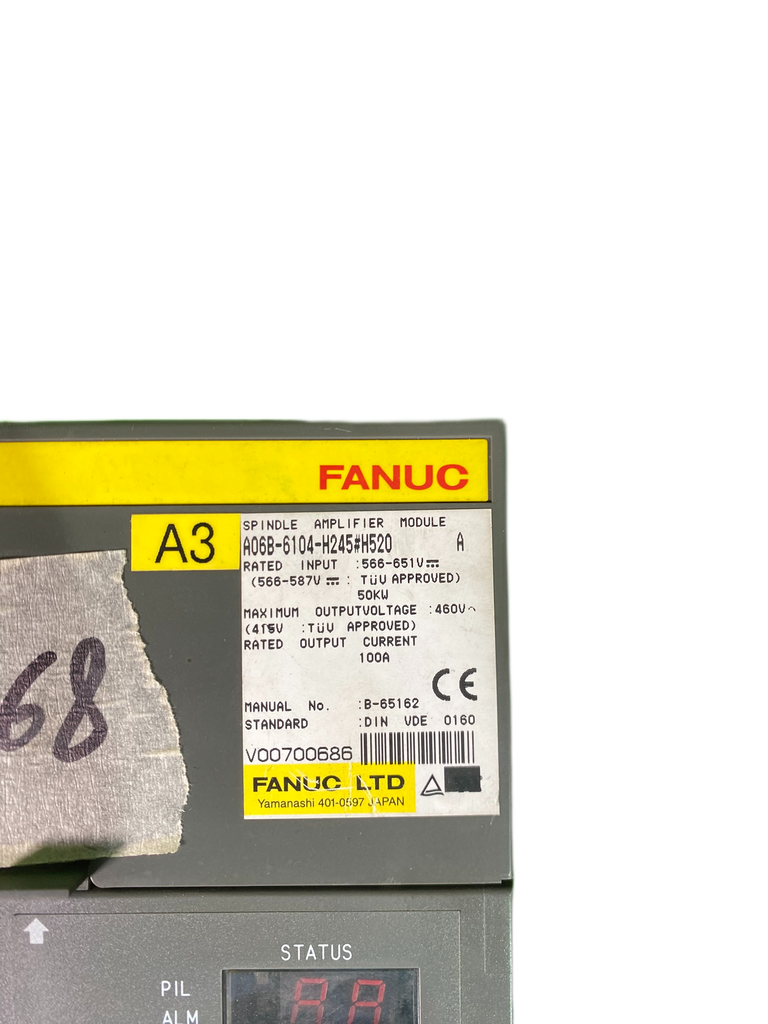 FANUC
A3
SPINDLE AMPLIFIER MODULE
A06B-6104-H245#H520 A
RATED INPUT :566-651V⎓
(566-587V ⎓ : TÜV APPROVED)
50KW
MAXIMUM OUTPUTVOLTAGE :460V~
(415V :TÜV APPROVED)
RATED OUTPUT CURRENT
100A
CE
MANUAL No. :B-65162
STANDARD :DIN VDE 0160
V00700686
FANUC LTD
Yamanashi 401-0597 JAPAN
68
STATUS
PIL
ALM